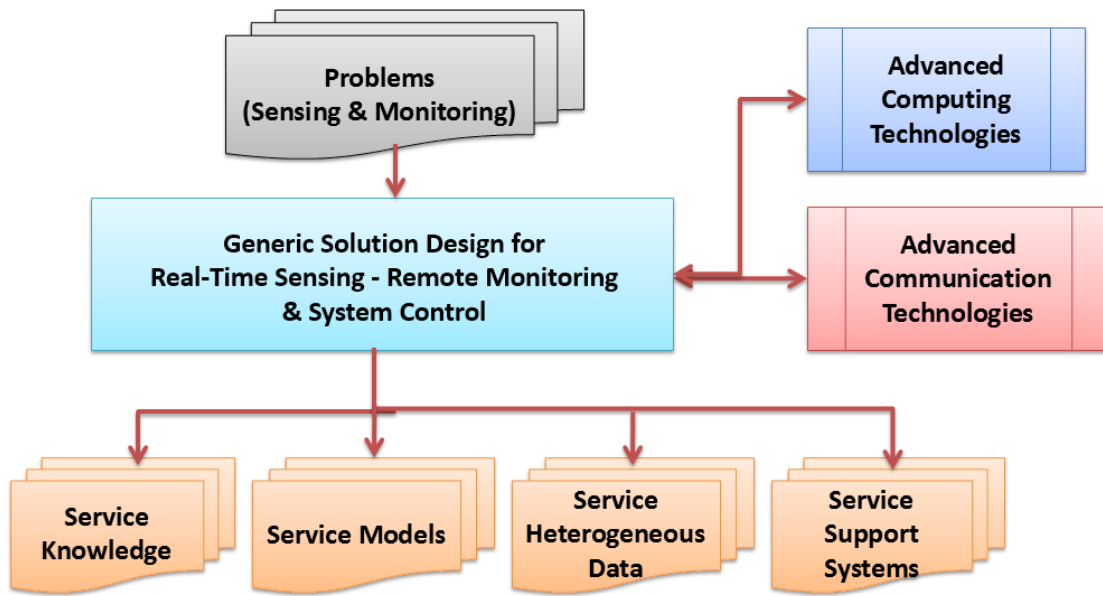 Problems
(Sensing & Monitoring)
Advanced
Computing
Technologies
Generic Solution Design for
Real-Time Sensing - Remote Monitoring
& System Control
Advanced
Communication
Technologies
Service
Knowledge
Service Models
Service
Heterogeneous
Data
Service
Support
Systems